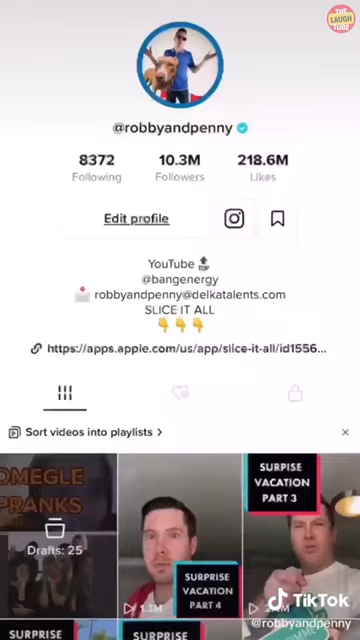 THE
LAUGH
TUBE
@robbyandpenny
8372
Following
10.3M
Followers
218.6M
Likes
Edit profile
YouTube
@bangenergy
robbyandpenny@delkatalents.com
SLICE IT ALL
https://apps.apple.com/us/app/slice-it-all/id1556...
Sort videos into playlists >
OMEGLE
PRANKS
Drafts: 25
SURPRISE
VACATION
PART 4
1.3M
SURPRISE
VACATION
PART 3
TikTok
@robbyandpenny
SURPRISE
SURPRISE